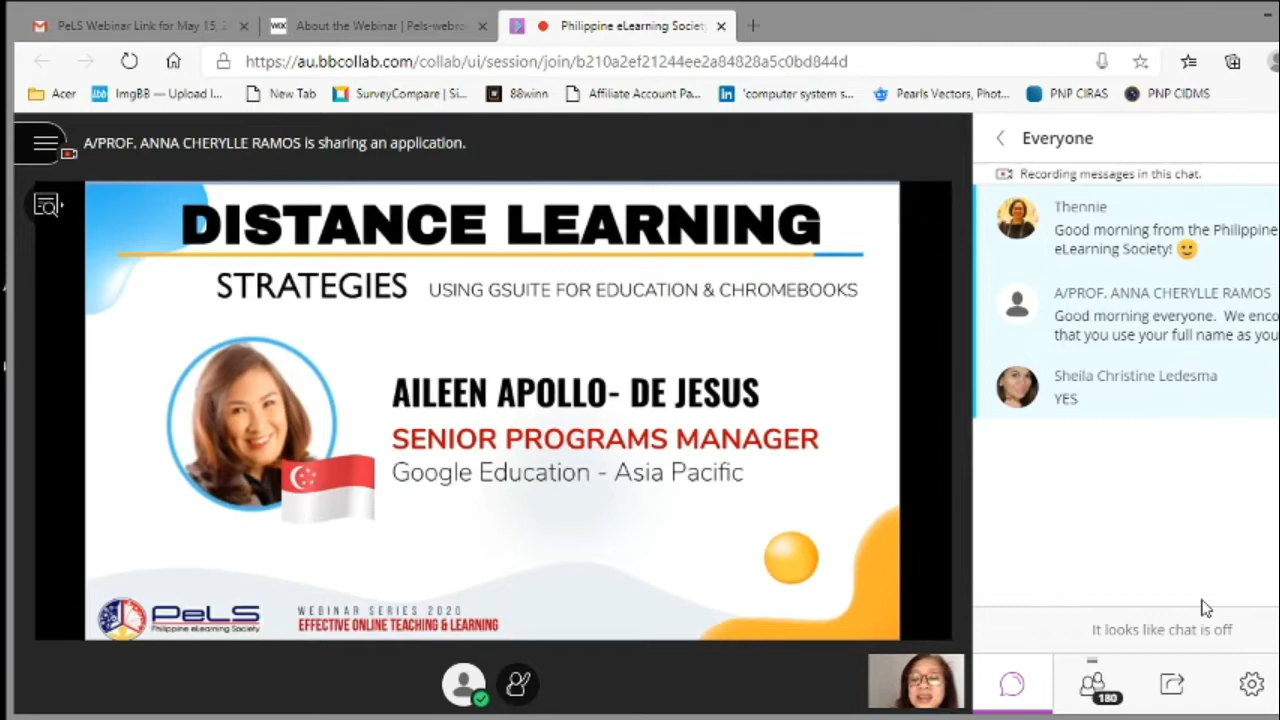 PeLS Webinar Link for May 15, 2
About the Webinar | Pels-webro
Philippine eLearning Societ
https://au.bbcollab.com/collab/ui/session/join/b210a2ef21244ee2a84828a5c0bd844d
Acer
ImgBB — Upload I...
New Tab
SurveyCompare | Si...
88winn
Affiliate Account Pa...
'computer system s...
Pearls Vectors, Phot...
PNP CIRAS
PNP CIDMS
A/PROF. ANNA CHERYLLE RAMOS is sharing an application.
DISTANCE LEARNING
STRATEGIES USING GSUITE FOR EDUCATION & CHROMEBOOKS
AILEEN APOLLO- DE JESUS
SENIOR PROGRAMS MANAGER
Google Education - Asia Pacific
PeLS
Philippine eLearning Society
WEBINAR SERIES 2020
EFFECTIVE ONLINE TEACHING & LEARNING
Everyone
Recording messages in this chat.
Thennie
Good morning from the Philippine
eLearning Society!
A/PROF. ANNA CHERYLLE RAMOS
Good morning everyone. We enco
that you use your full name as you
Sheila Christine Ledesma
YES
It looks like chat is off
180